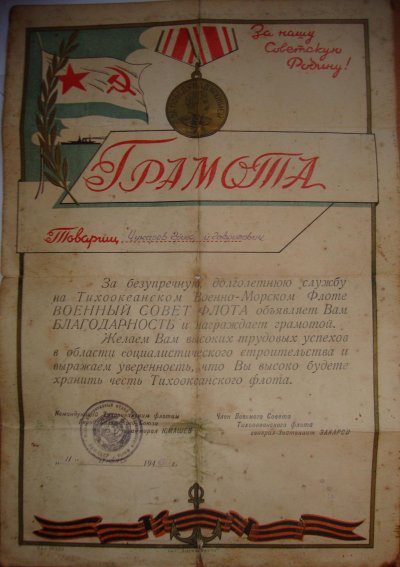 За нашу
Советскую
Родину!
ГРАМОТА
Товарищ
За безупречную, долголетнюю службу
на Тихоокеанском Военно-Морском Флоте
ВОЕННЫЙ СОВЕТ ФЛОТА объявляет Вам
БЛАГОДАРНОСТЬ и награждает грамотой.
Желаем Вам высоких трудовых успехов
в области социалистического строительства и
выражаем уверенность, что Вы высоко будете
хранить честь Тихоокеанского флота.
Командующий Тихоокеанским флотом
Член Военного Совета
Тихоокеанского флота
генерал-лейтенант ЗАХАРОВ
194 г.